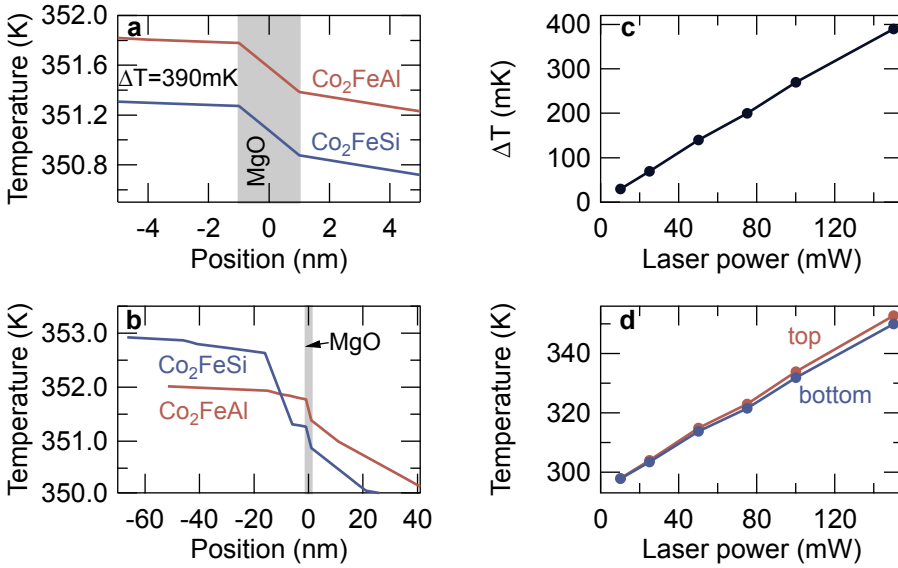 a
Temperature (K)
352.0
351.6
351.2
350.8
ΔT=390mK
Co₂FeAl
Co₂FeSi
MgO
-4 -2 0 2 4
Position (nm)
c
ΔT (mK)
400
300
200
100
0
0 40 80 120
Laser power (mW)
b
Temperature (K)
353.0
352.0
351.0
350.0
Co₂FeSi
Co₂FeAl
MgO
-60 -40 -20 0 20 40
Position (nm)
d
Temperature (K)
340
320
300
top
bottom
0 40 80 120
Laser power (mW)